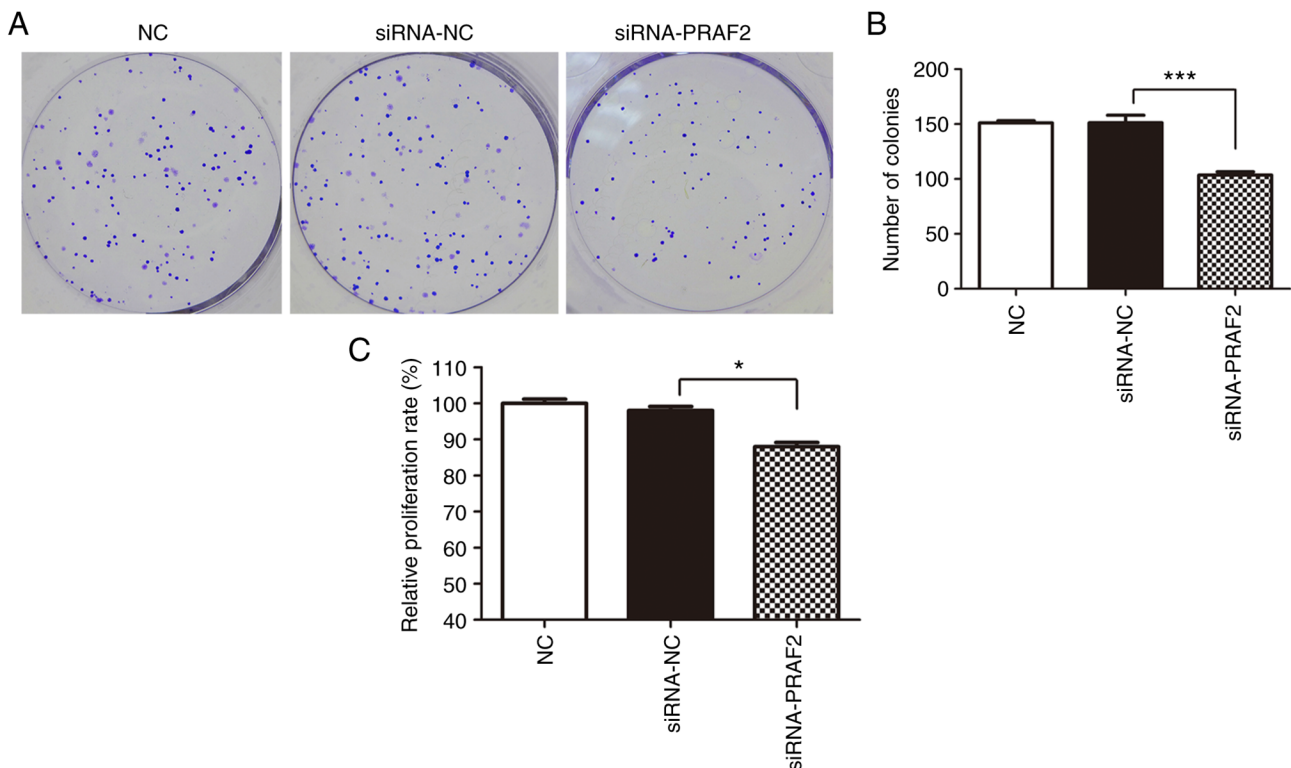 A
NC
siRNA-NC
siRNA-PRAF2
B
Number of colonies
200
150
100
50
0
***
NC
siRNA-NC
siRNA-PRAF2
C
Relative proliferation rate (%)
110
100
90
80
70
60
50
40
*
NC
siRNA-NC
siRNA-PRAF2